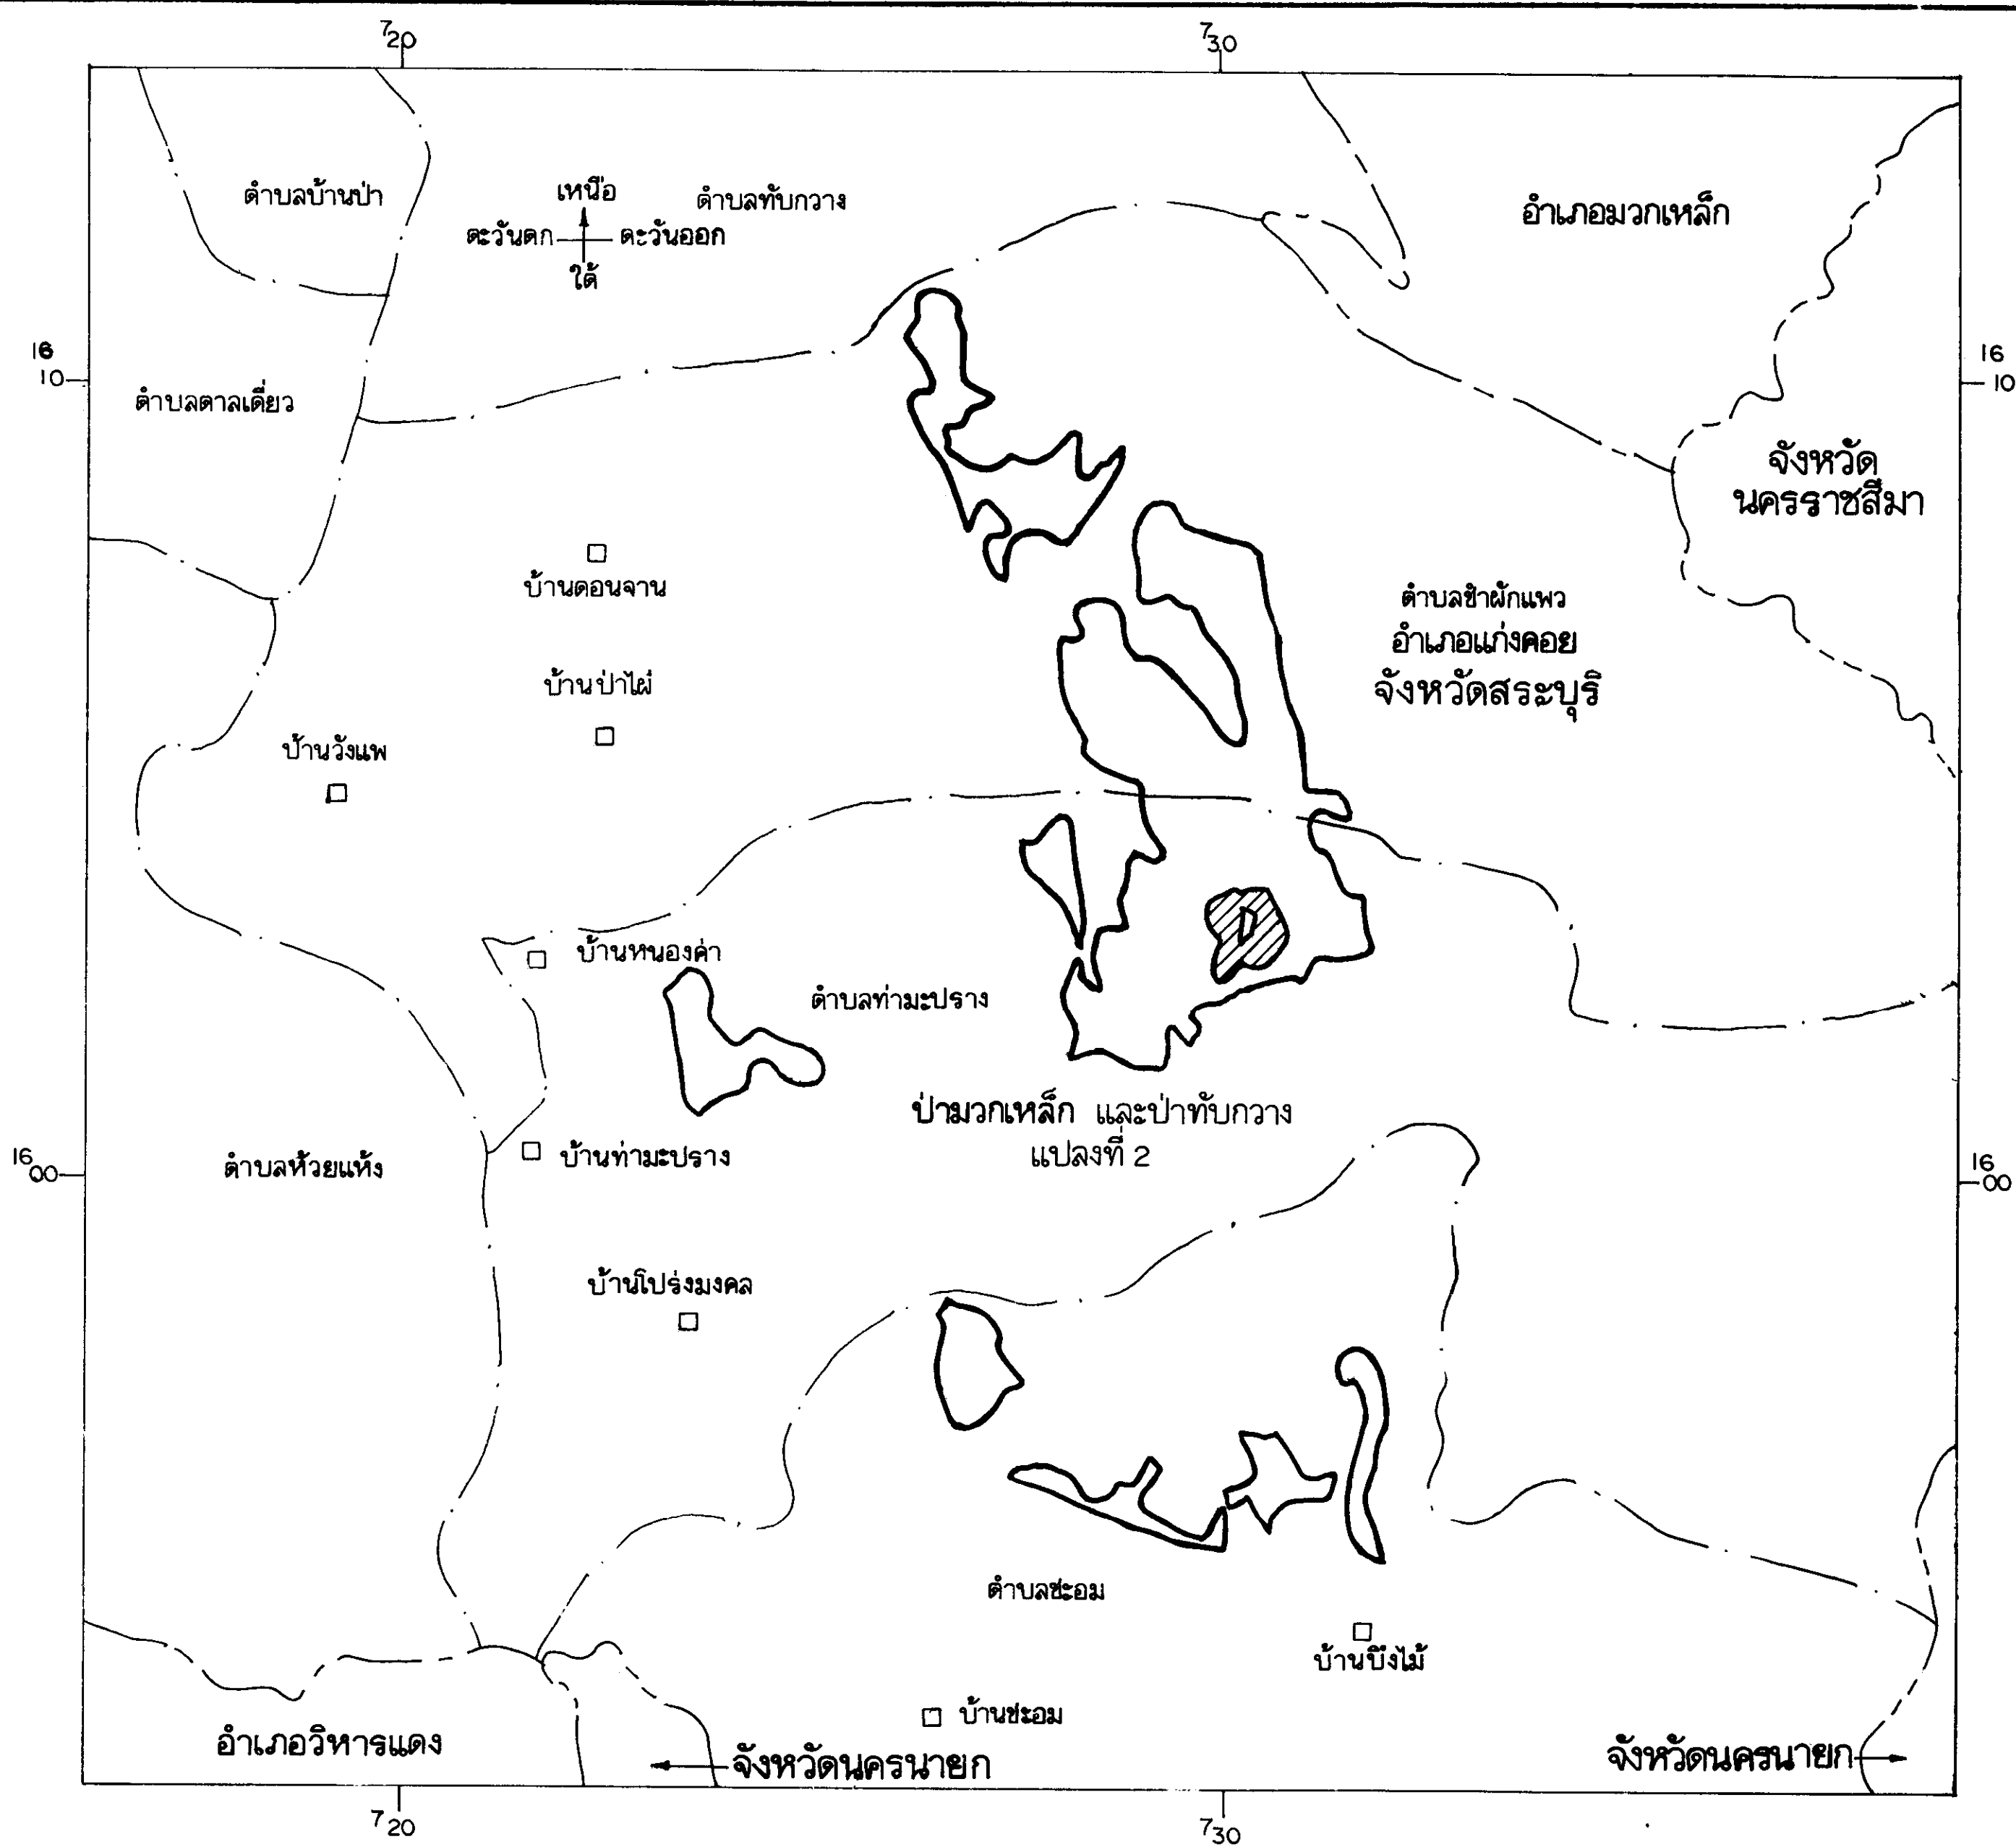 720
730
ตำบลบ้านป่า
เหนือ
ตำบลทับกวาง
อำเภอมวกเหล็ก
ตะวันตก
ตะวันออก
ใต้
16
10
16
10
ตำบลตาลเดี่ยว
จังหวัด
นครราชสีมา
บ้านดอนจาน
ตำบลชำผักแพว
อำเภอแก่งคอย
จังหวัดสระบุรี
บ้านป่าไผ่
บ้านวังแพ
บ้านหนองค่า
ตำบลท่ามะปราง
ป่ามวกเหล็ก และป่าทับกวาง
แปลงที่ 2
16
00
ตำบลห้วยแห้ง
บ้านท่ามะปราง
16
00
บ้านโปร่งมงคล
ตำบลชะอม
บ้านบึงไม้
บ้านชะอม
อำเภอวิหารแดง
จังหวัดนครนายก
จังหวัดนครนายก
720
730